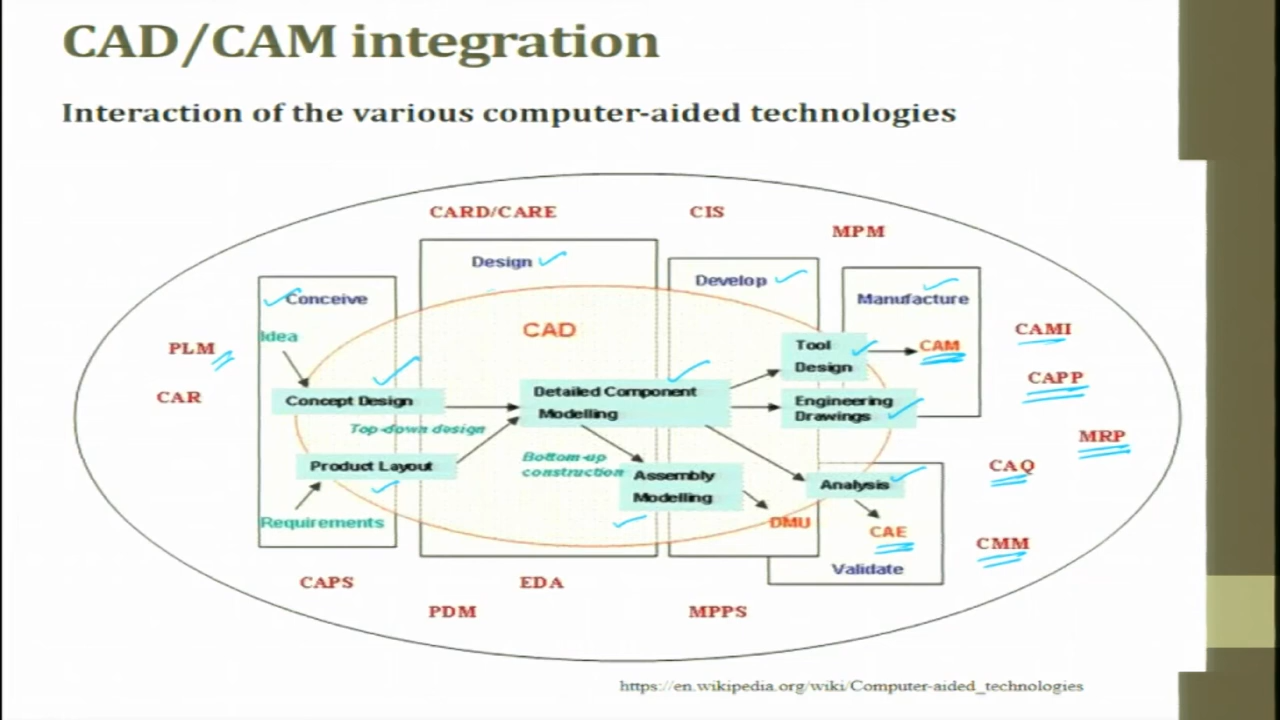 CAD/CAM integration
Interaction of the various computer-aided technologies
CARD/CARE
CIS
MPM
Design
Develop
Conceive
Manufacture
CAD
CAMI
Idea
Tool
Design
CAM
PLM
CAPP
CAR
Concept Design
Detailed Component
Modelling
Engineering
Drawings
Top-down design
MRP
Bottom-up
construction
Product Layout
Assembly
Modelling
Analysis
CAQ
Requirements
DMU
CAE
CMM
Validate
CAPS
EDA
PDM
MPPS
https://en.wikipedia.org/wiki/Computer-aided_technologies